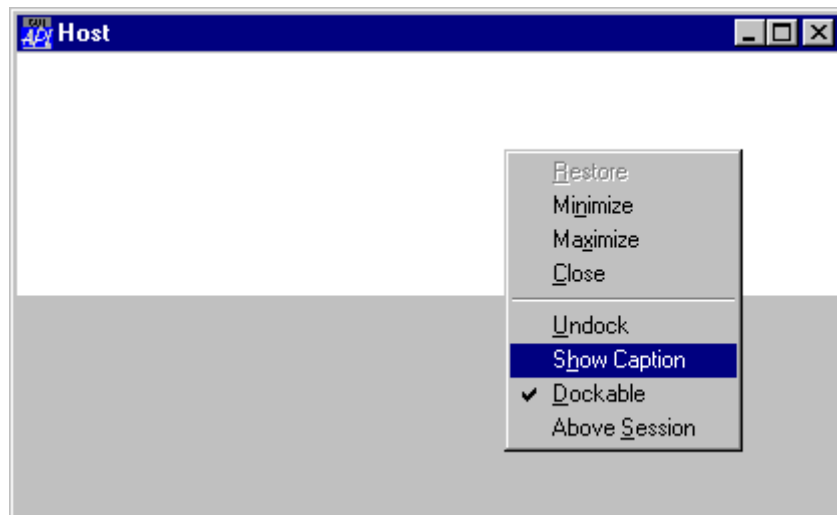 Host
Restore
Minimize
Maximize
Close
Undock
Show Caption
Dockable
Above Session